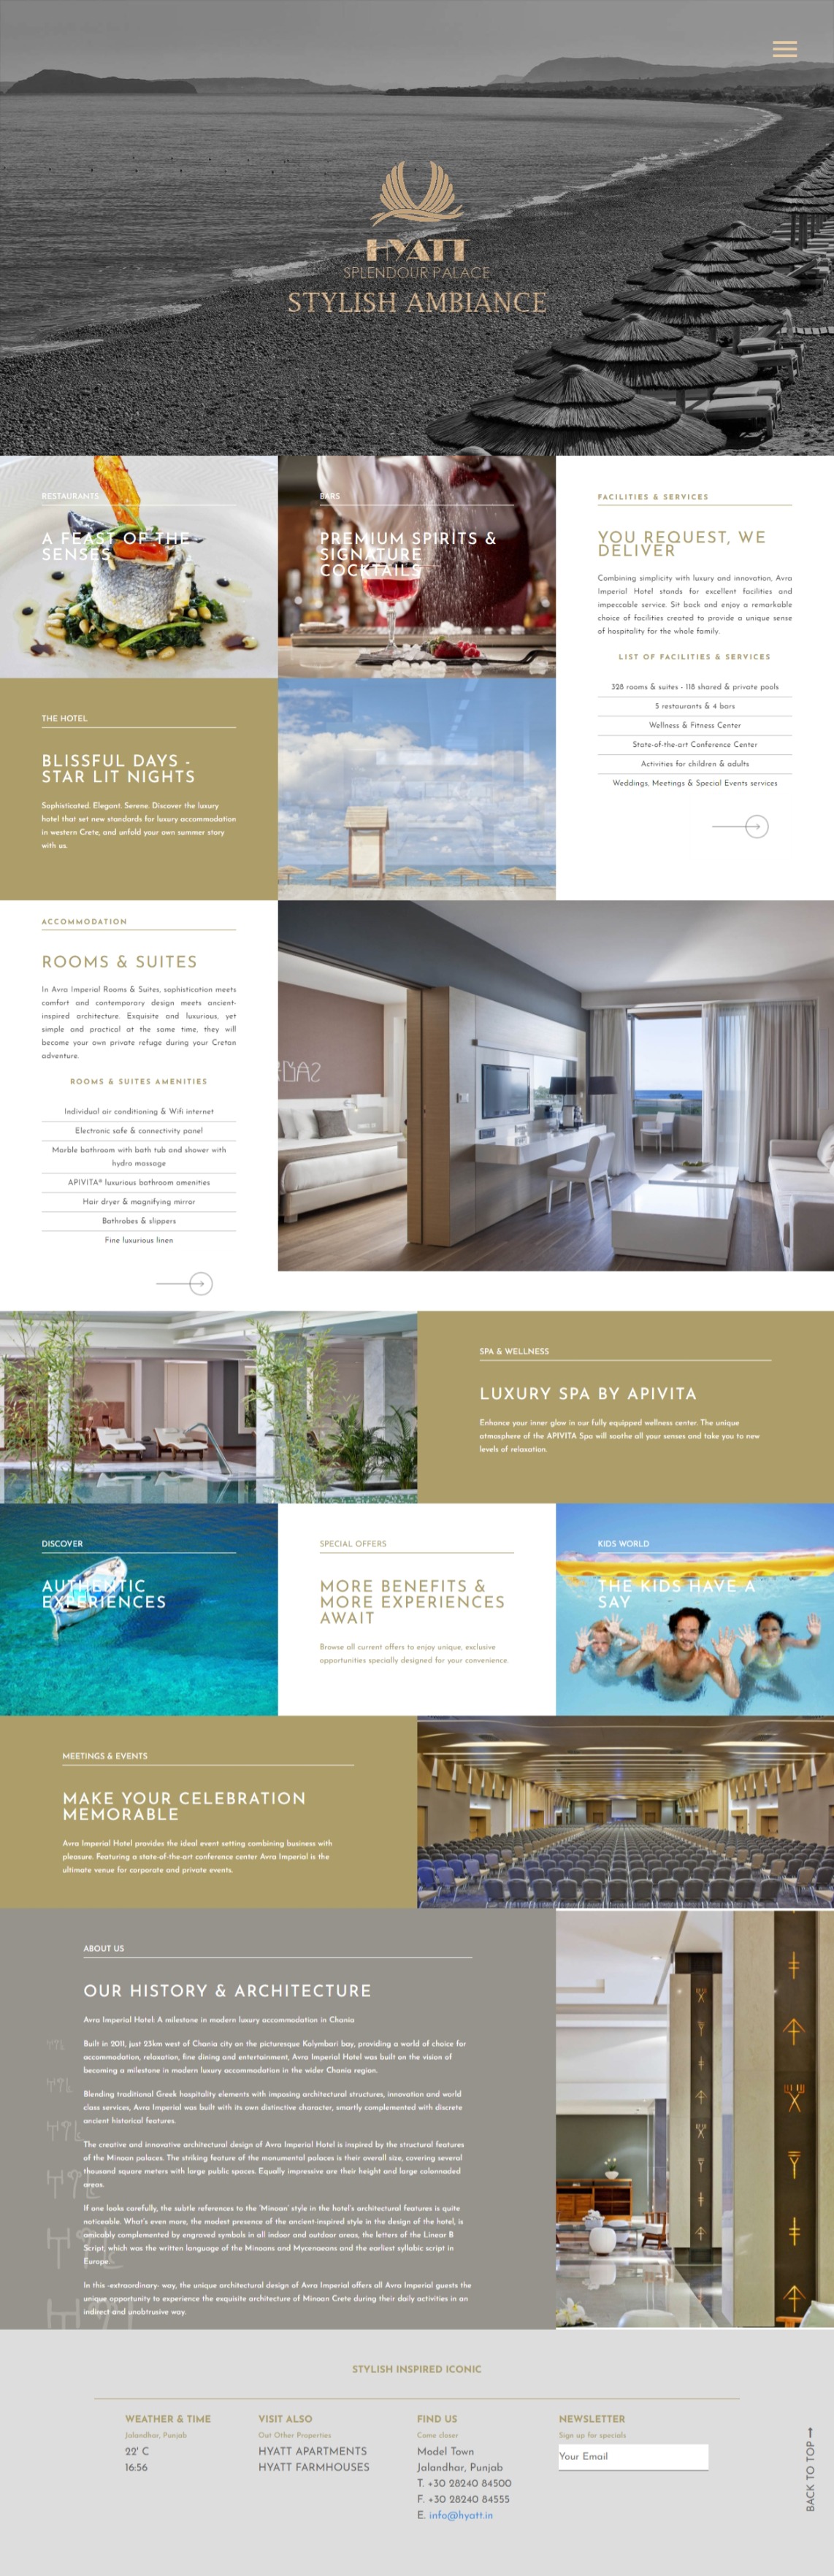 HYATT
SPLENDOUR PALACE
STYLISH AMBIANCE
RESTAURANTS
A FEAST OF THE
SENSES
BARS
PREMIUM SPIRITS &
SIGNATURE
COCKTAILS
FACILITIES & SERVICES
YOU REQUEST, WE
DELIVER
Combining simplicity with luxury and innovation, Avra
Imperial Hotel stands for excellent facilities and
impeccable service. Sit back and enjoy a remarkable
choice of facilities created to provide a unique sense
of hospitality for the whole family.
LIST OF FACILITIES & SERVICES
328 rooms & suites - 118 shared & private pools
5 restaurants & 4 bars
Wellness & Fitness Center
State-of-the-art Conference Center
Activities for children & adults
Weddings, Meetings & Special Events services
THE HOTEL
BLISSFUL DAYS -
STAR LIT NIGHTS
Sophisticated. Elegant. Serene. Discover the luxury
hotel that set new standards for luxury accommodation
in western Crete, and unfold your own summer story
with us.
ACCOMMODATION
ROOMS & SUITES
In Avra Imperial Rooms & Suites, sophistication meets
comfort and contemporary design meets ancient-
inspired architecture. Exquisite and luxurious, yet
simple and practical at the same time, they will
become your own private refuge during your Cretan
adventure.
ROOMS & SUITES AMENITIES
Individual air conditioning & Wifi internet
Electronic safe & connectivity panel
Marble bathroom with bath tub and shower with
hydro massage
APIVITA® luxurious bathroom amenities
Hair dryer & magnifying mirror
Bathrobes & slippers
Fine luxurious linen
SPA & WELLNESS
LUXURY SPA BY APIVITA
Enhance your inner glow in our fully equipped wellness center. The unique
atmosphere of the APIVITA Spa will soothe all your senses and take you to new
levels of relaxation.
DISCOVER
AUTHENTIC
EXPERIENCES
SPECIAL OFFERS
MORE BENEFITS &
MORE EXPERIENCES
AWAIT
Browse all current offers to enjoy unique, exclusive
opportunities specially designed for your convenience.
KIDS WORLD
THE KIDS HAVE A
SAY
MEETINGS & EVENTS
MAKE YOUR CELEBRATION
MEMORABLE
Avra Imperial Hotel provides the ideal event setting combining business with
pleasure. Featuring a state-of-the-art conference center Avra Imperial is the
ultimate venue for corporate and private events.
ABOUT US
OUR HISTORY & ARCHITECTURE
Avra Imperial Hotel: A milestone in modern luxury accommodation in Chania
Built in 2011, just 23km west of Chania city on the picturesque Kolymbari bay, providing a world of choice for
accommodation, relaxation, fine dining and entertainment, Avra Imperial Hotel was built on the vision of
becoming a milestone in modern luxury accommodation in the wider Chania region.
Blending traditional Greek hospitality elements with imposing architectural structures, innovation and world
class services, Avra Imperial was built with its own distinctive character, smartly complemented with discrete
ancient historical features.
The creative and innovative architectural design of Avra Imperial Hotel is inspired by the structural features
of the Minoan palaces. The striking feature of the monumental palaces is their overall size, covering several
thousand square meters with large public spaces. Equally impressive are their height and large colonnaded
areas.
If one looks carefully, the subtle references to the 'Minoan' style in the hotel's architectural features is quite
noticeable. What's even more, the modest presence of the ancient-inspired style in the design of the hotel, is
amicably complemented by engraved symbols in all indoor and outdoor areas, the letters of the Linear B
Script, which was the written language of the Minoans and Mycenaeans and the earliest syllabic script in
Europe.
In this -extraordinary- way, the unique architectural design of Avra Imperial offers all Avra Imperial guests the
unique opportunity to experience the exquisite architecture of Minoan Crete during their daily activities in an
indirect and unobtrusive way.
STYLISH INSPIRED ICONIC
WEATHER & TIME
Jalandhar, Punjab
22° C
16:56
VISIT ALSO
Out Other Properties
HYATT APARTMENTS
HYATT FARMHOUSES
FIND US
Come closer
Model Town
Jalandhar, Punjab
T. +30 28240 84500
F. +30 28240 84555
E. info@hyatt.in
NEWSLETTER
Sign up for specials
Your Email
BACK TO TOP